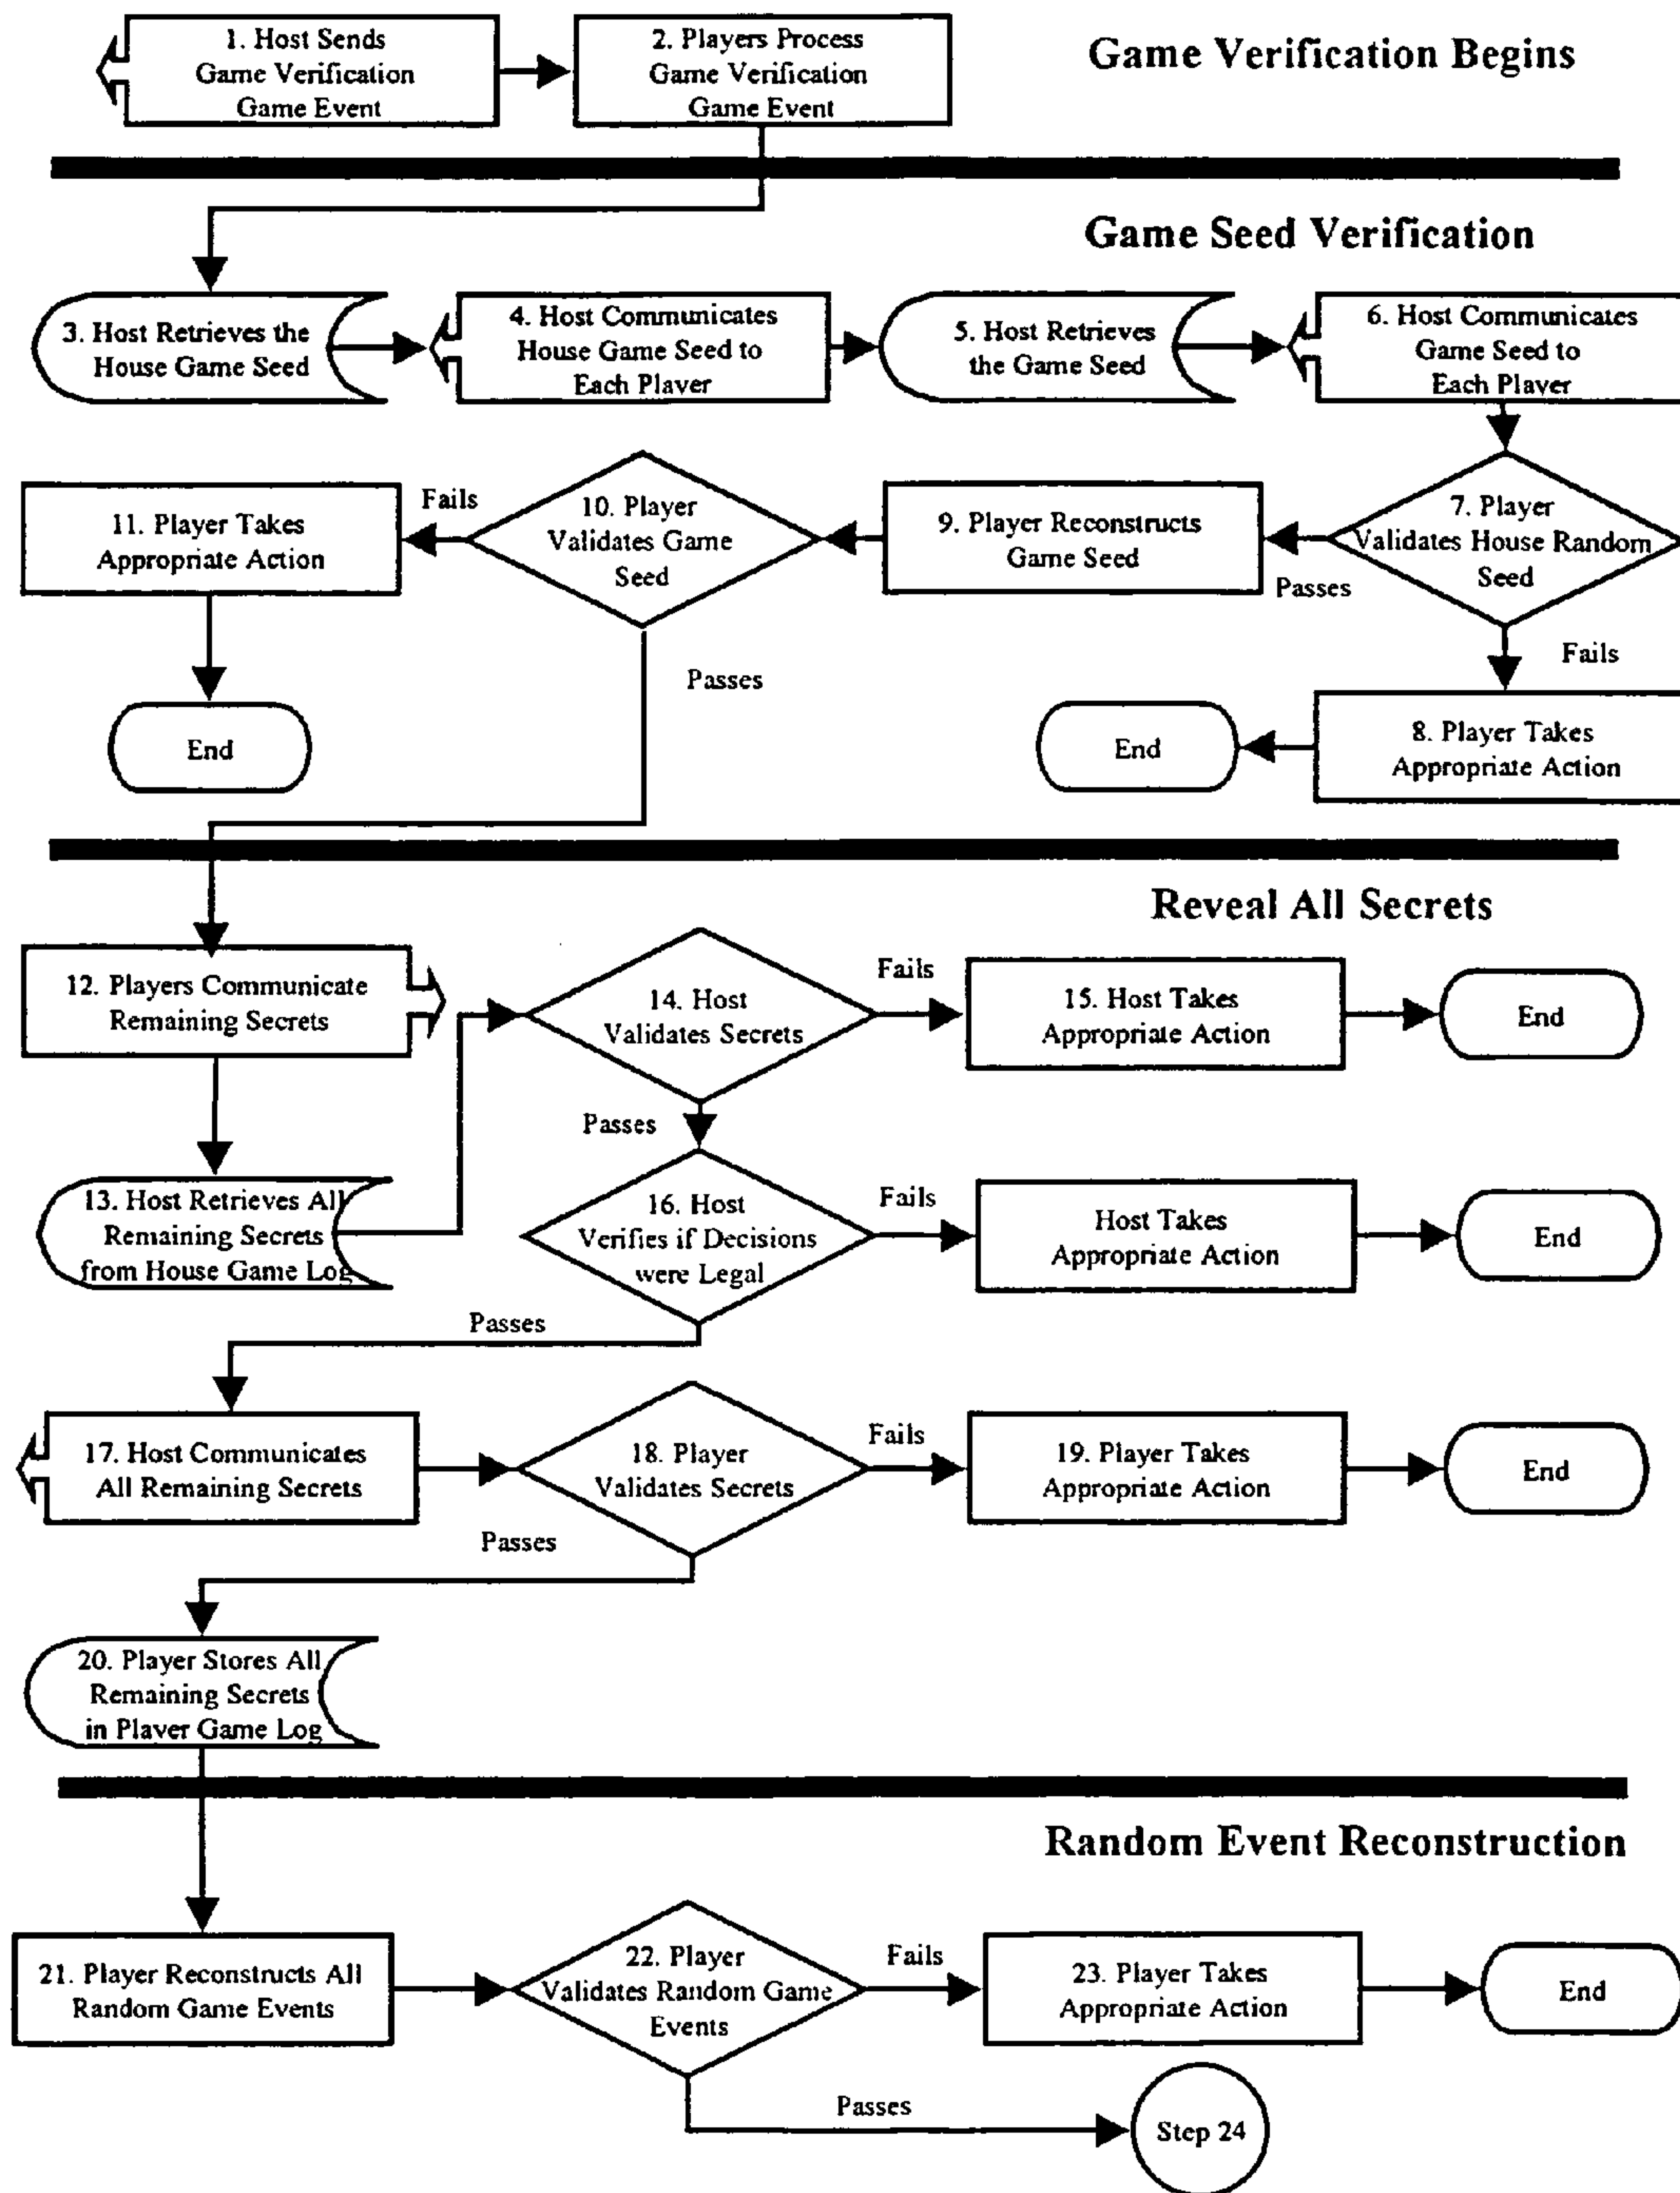 1. Host Sends
Game Verification
Game Event
2. Players Process
Game Verification
Game Event
Game Verification Begins
Game Seed Verification
3. Host Retrieves the
House Game Seed
4. Host Communicates
House Game Seed to
Each Player
5. Host Retrieves
the Game Seed
6. Host Communicates
Game Seed to
Each Player
11. Player Takes
Appropriate Action
Fails
10. Player
Validates Game
Seed
9. Player Reconstructs
Game Seed
Passes
7. Player
Validates House Random
Seed
Fails
Passes
End
End
8. Player Takes
Appropriate Action
Reveal All Secrets
12. Players Communicate
Remaining Secrets
14. Host
Validates Secrets
Fails
15. Host Takes
Appropriate Action
End
Passes
13. Host Retrieves All
Remaining Secrets
from House Game Log
16. Host
Verifies if Decisions
were Legal
Fails
Host Takes
Appropriate Action
End
Passes
17. Host Communicates
All Remaining Secrets
18. Player
Validates Secrets
Fails
19. Player Takes
Appropriate Action
End
Passes
20. Player Stores All
Remaining Secrets
in Player Game Log
Random Event Reconstruction
21. Player Reconstructs All
Random Game Events
22. Player
Validates Random Game
Events
Fails
23. Player Takes
Appropriate Action
End
Passes
Step 24